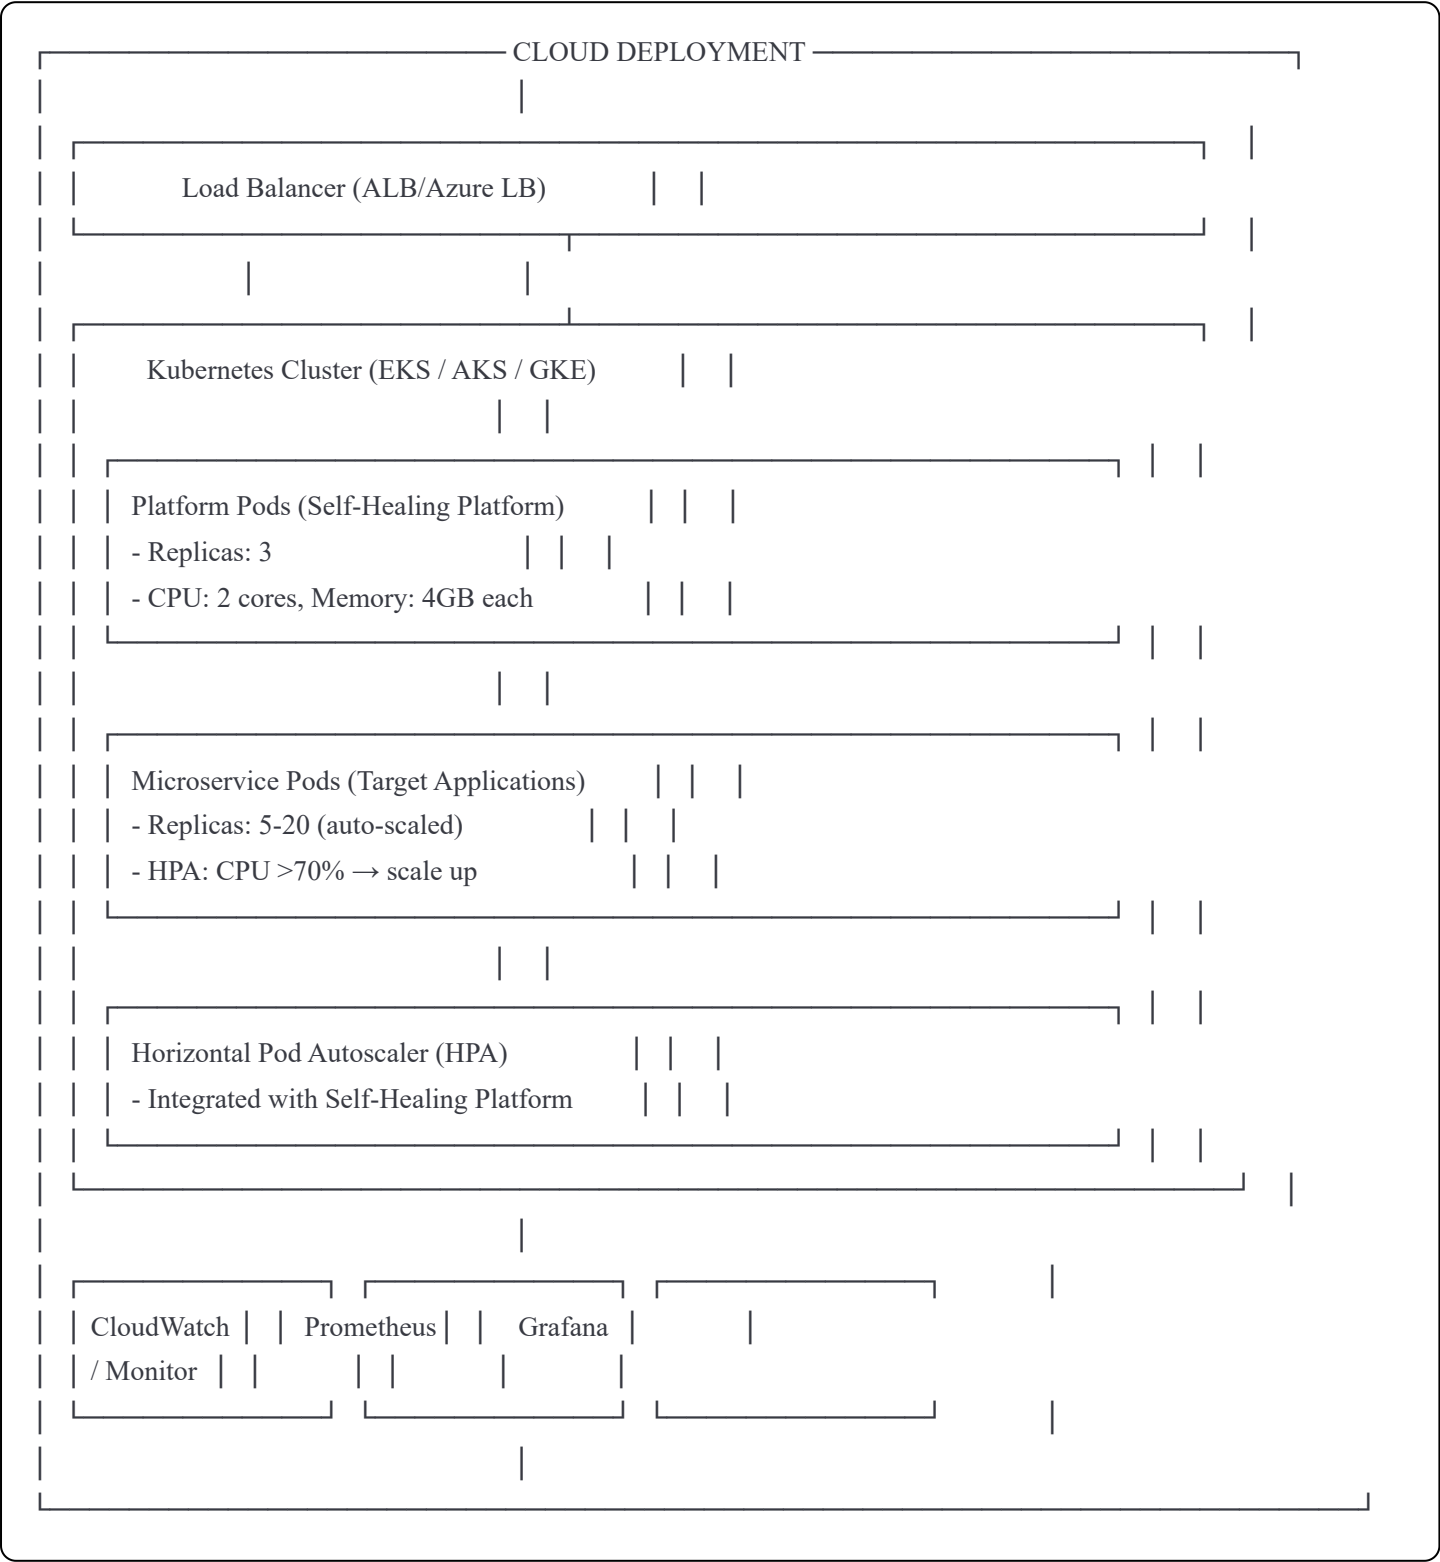 CLOUD DEPLOYMENT
Load Balancer (ALB/Azure LB)
Kubernetes Cluster (EKS / AKS / GKE)
Platform Pods (Self-Healing Platform)
- Replicas: 3
- CPU: 2 cores, Memory: 4GB each
Microservice Pods (Target Applications)
- Replicas: 5-20 (auto-scaled)
- HPA: CPU >70% → scale up
Horizontal Pod Autoscaler (HPA)
- Integrated with Self-Healing Platform
CloudWatch Prometheus Grafana
/ Monitor